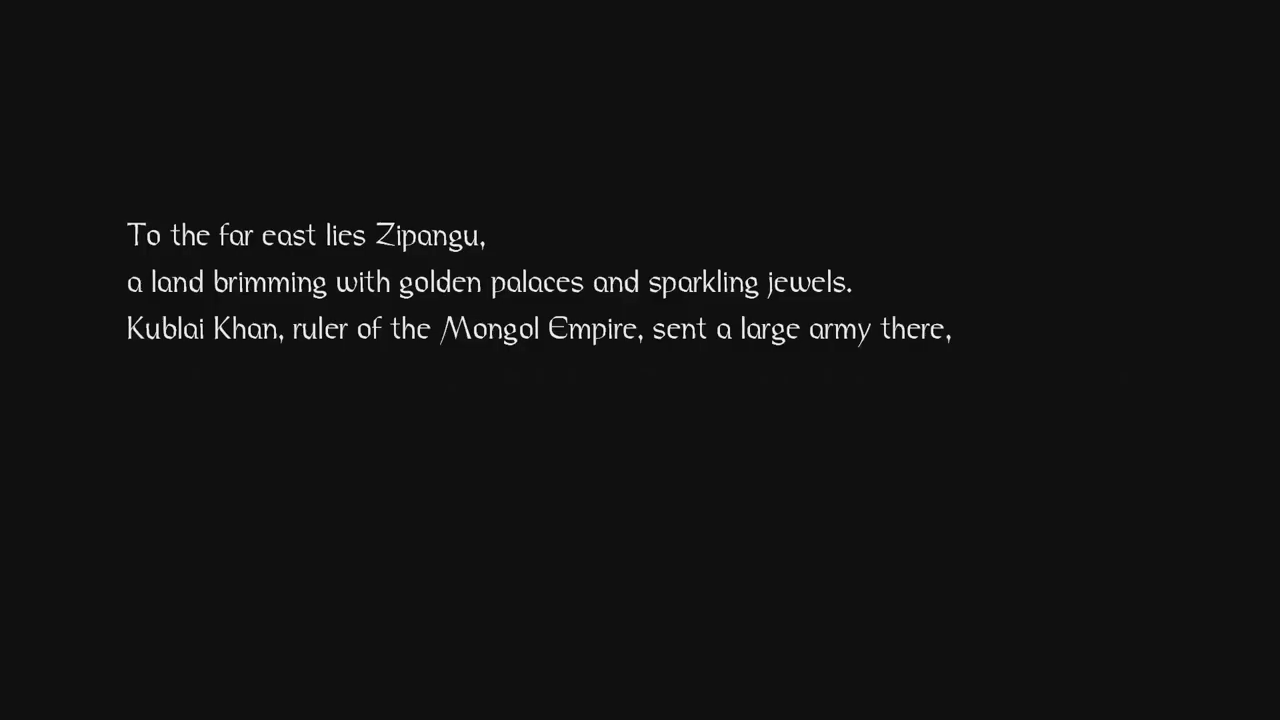 To the far east lies Zipangu,
a land brimming with golden palaces and sparkling jewels.
Kublai Khan, ruler of the Mongol Empire, sent a large army there,